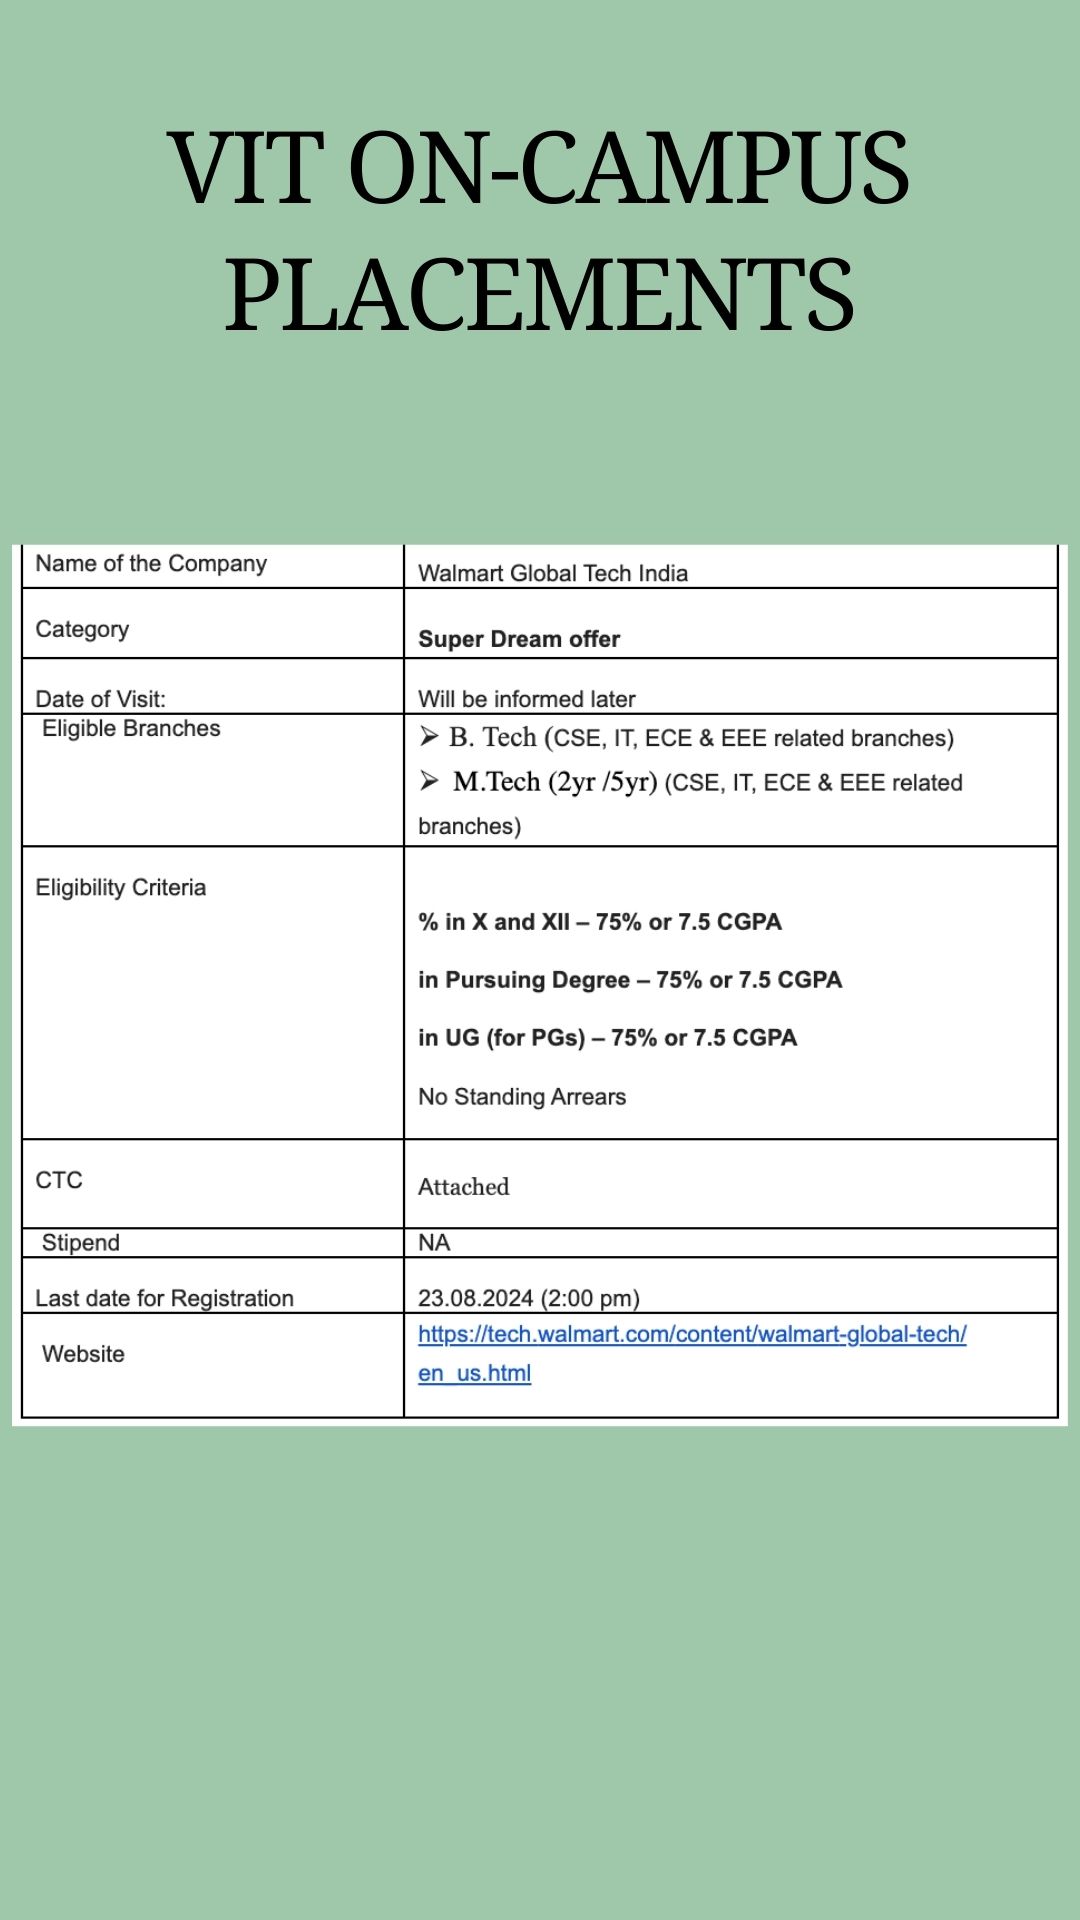 VIT ON-CAMPUS
PLACEMENTS
Name of the Company
Walmart Global Tech India
Category
Super Dream offer
Date of Visit:
Will be informed later
Eligible Branches
➢ B. Tech (CSE, IT, ECE & EEE related branches)
➢ M.Tech (2yr /5yr) (CSE, IT, ECE & EEE related
branches)
Eligibility Criteria
% in X and XII – 75% or 7.5 CGPA
in Pursuing Degree – 75% or 7.5 CGPA
in UG (for PGs) – 75% or 7.5 CGPA
No Standing Arrears
CTC
Attached
Stipend
NA
Last date for Registration
23.08.2024 (2:00 pm)
Website
https://tech.walmart.com/content/walmart-global-tech/
en_us.html